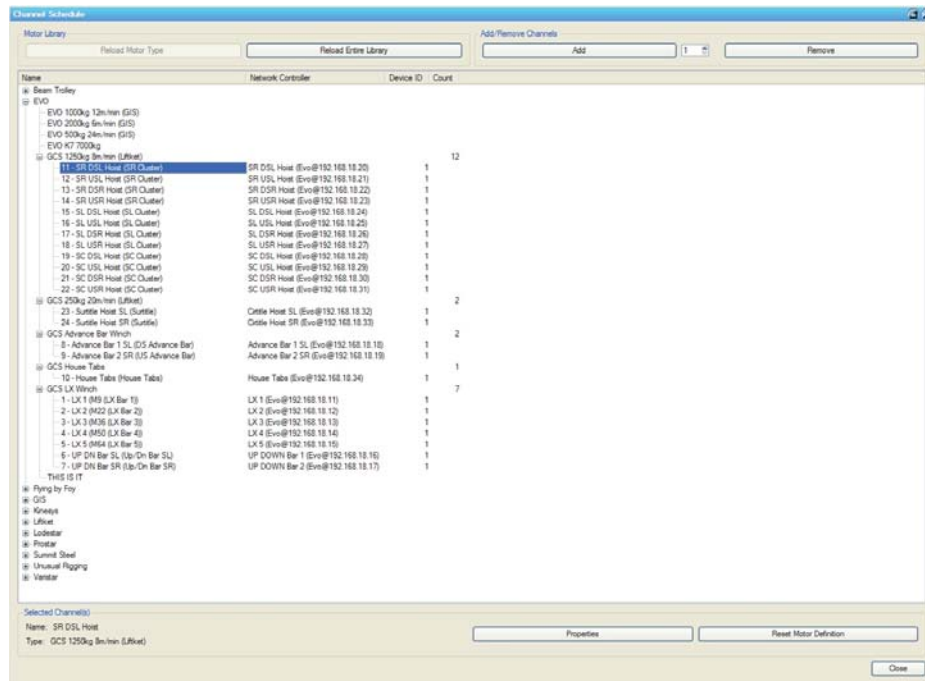 Channel Schedule
Motor Library
Add/Remove Channels
Reload Motor Type Reload Entire Library Add 1 Remove
Name Network Controller Device ID Count
Beam Trolley
EVO
EVO 1000kg 12m/min (GIS)
EVO 2000kg 6m/min (GIS)
EVO 500kg 24m/min (GIS)
EVO K7 7000kg
GCS 1250kg 8m/min (Liftket) 12
11 - SR DSL Hoist (SR Cluster) SR DSL Hoist (Evo@192.168.18.20) 1
12 - SR USL Hoist (SR Cluster) SR USL Hoist (Evo@192.168.18.21) 1
13 - SR DSR Hoist (SR Cluster) SR DSR Hoist (Evo@192.168.18.22) 1
14 - SR USR Hoist (SR Cluster) SR USR Hoist (Evo@192.168.18.23) 1
15 - SL DSL Hoist (SL Cluster) SL DSL Hoist (Evo@192.168.18.24) 1
16 - SL USL Hoist (SL Cluster) SL USL Hoist (Evo@192.168.18.25) 1
17 - SL DSR Hoist (SL Cluster) SL DSR Hoist (Evo@192.168.18.26) 1
18 - SL USR Hoist (SL Cluster) SL USR Hoist (Evo@192.168.18.27) 1
19 - SC DSL Hoist (SC Cluster) SC DSL Hoist (Evo@192.168.18.28) 1
20 - SC USL Hoist (SC Cluster) SC USL Hoist (Evo@192.168.18.29) 1
21 - SC DSR Hoist (SC Cluster) SC DSR Hoist (Evo@192.168.18.30) 1
22 - SC USR Hoist (SC Cluster) SC USR Hoist (Evo@192.168.18.31) 1
GCS 250kg 20m/min (Liftket) 2
23 - Surtitle Hoist SL (Surtitle) Hoist SL (Evo@192.168.18.32) 1
24 - Surtitle Hoist SR (Surtitle) Hoist SR (Evo@192.168.18.33) 1
GCS Advance Bar Winch 2
8 - Advance Bar 1 SL (DS Advance Bar) Advance Bar 1 SL (Evo@192.168.18.18) 1
9 - Advance Bar 2 SR (US Advance Bar) Advance Bar 2 SR (Evo@192.168.18.19) 1
GCS House Tabs 1
10 - House Tabs (House Tabs) House Tabs (Evo@192.168.18.34) 1
GCS LX Winch 7
1 - LX 1 (M9 (LX Bar 1)) LX 1 (Evo@192.168.18.11) 1
2 - LX 2 (M22 (LX Bar 2)) LX 2 (Evo@192.168.18.12) 1
3 - LX 3 (M36 (LX Bar 3)) LX 3 (Evo@192.168.18.13) 1
4 - LX 4 (M50 (LX Bar 4)) LX 4 (Evo@192.168.18.14) 1
5 - LX 5 (M64 (LX Bar 5)) LX 5 (Evo@192.168.18.15) 1
6 - UP DN Bar SL (Up/Dn Bar SL) UP DOWN Bar 1 (Evo@192.168.18.16) 1
7 - UP DN Bar SR (Up/Dn Bar SR) UP DOWN Bar 2 (Evo@192.168.18.17) 1
THIS IS IT
Flying by Foy
GIS
Kinesys
Liftket
Lodestar
Prostar
Summit Steel
Unusual Rigging
Varistar
Selected Channel(s)
Name: SR DSL Hoist
Type: GCS 1250kg 8m/min (Liftket)
Properties Reset Motor Definition
Close